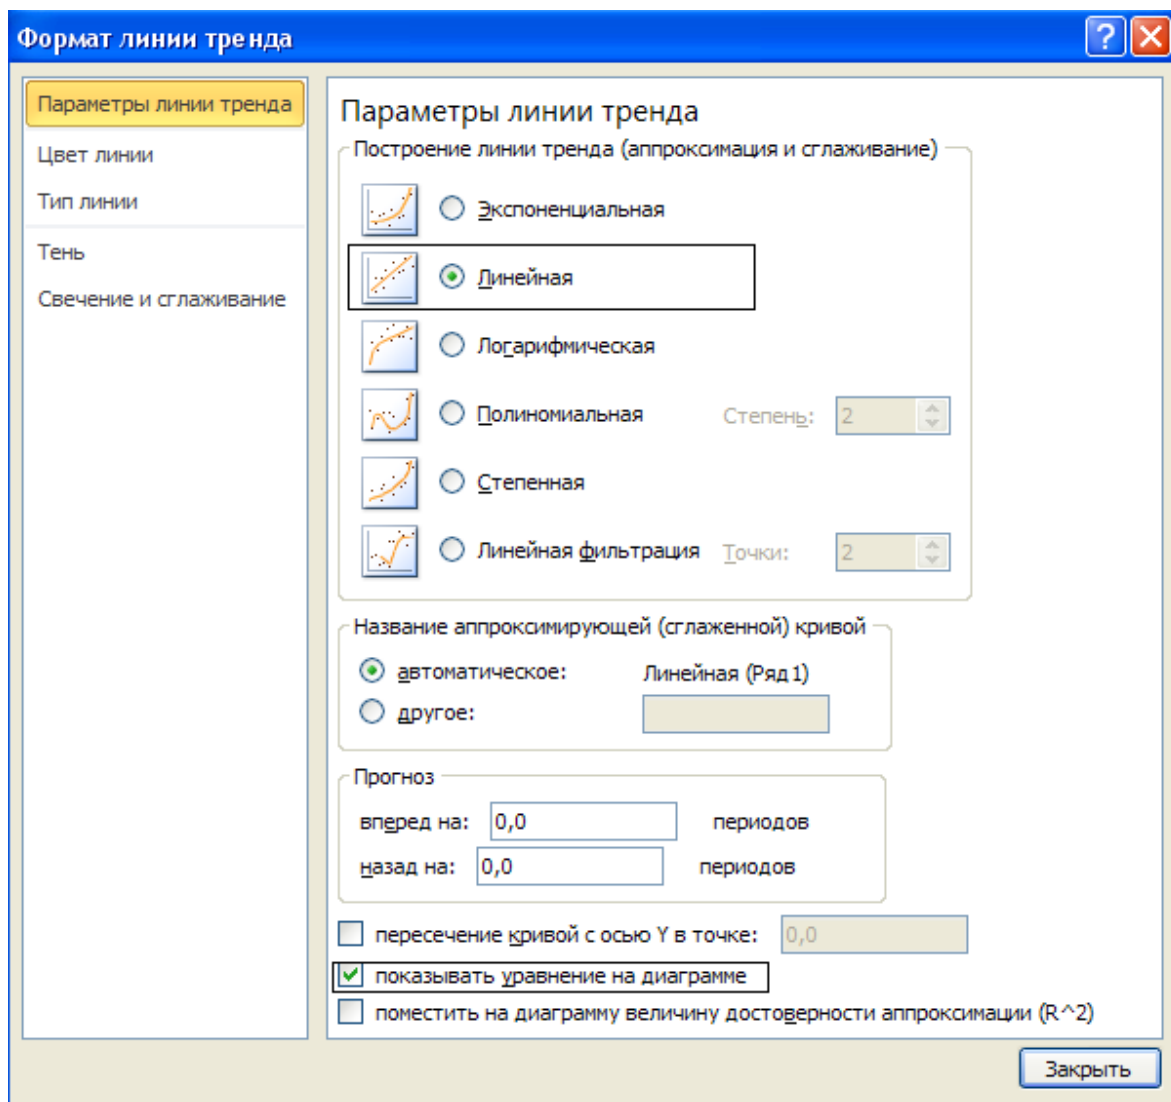 Формат линии тренда
Параметры линии тренда
Цвет линии
Тип линии
Тень
Свечение и сглаживание
Параметры линии тренда
Построение линии тренда (аппроксимация и сглаживание)
Экспоненциальная
Линейная
Логарифмическая
Полиномиальная Степень: 2
Степенная
Линейная фильтрация Точки: 2
Название аппроксимирующей (сглаженной) кривой
автоматическое: Линейная (Ряд1)
другое:
Прогноз
вперед на: 0,0 периодов
назад на: 0,0 периодов
пересечение кривой с осью Y в точке: 0,0
показывать уравнение на диаграмме
поместить на диаграмму величину достоверности аппроксимации (R^2)
Закрыть